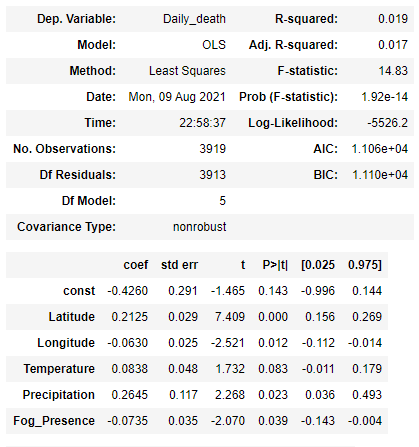 Dep. Variable: Daily_death R-squared: 0.019
Model: OLS Adj. R-squared: 0.017
Method: Least Squares F-statistic: 14.83
Date: Mon, 09 Aug 2021 Prob (F-statistic): 1.92e-14
Time: 22:58:37 Log-Likelihood: -5526.2
No. Observations: 3919 AIC: 1.106e+04
Df Residuals: 3913 BIC: 1.110e+04
Df Model: 5
Covariance Type: nonrobust
coef std err t P>|t| [0.025 0.975]
const -0.4260 0.291 -1.465 0.143 -0.996 0.144
Latitude 0.2125 0.029 7.409 0.000 0.156 0.269
Longitude -0.0630 0.025 -2.521 0.012 -0.112 -0.014
Temperature 0.0838 0.048 1.732 0.083 -0.011 0.179
Precipitation 0.2645 0.117 2.268 0.023 0.036 0.493
Fog_Presence -0.0735 0.035 -2.070 0.039 -0.143 -0.004